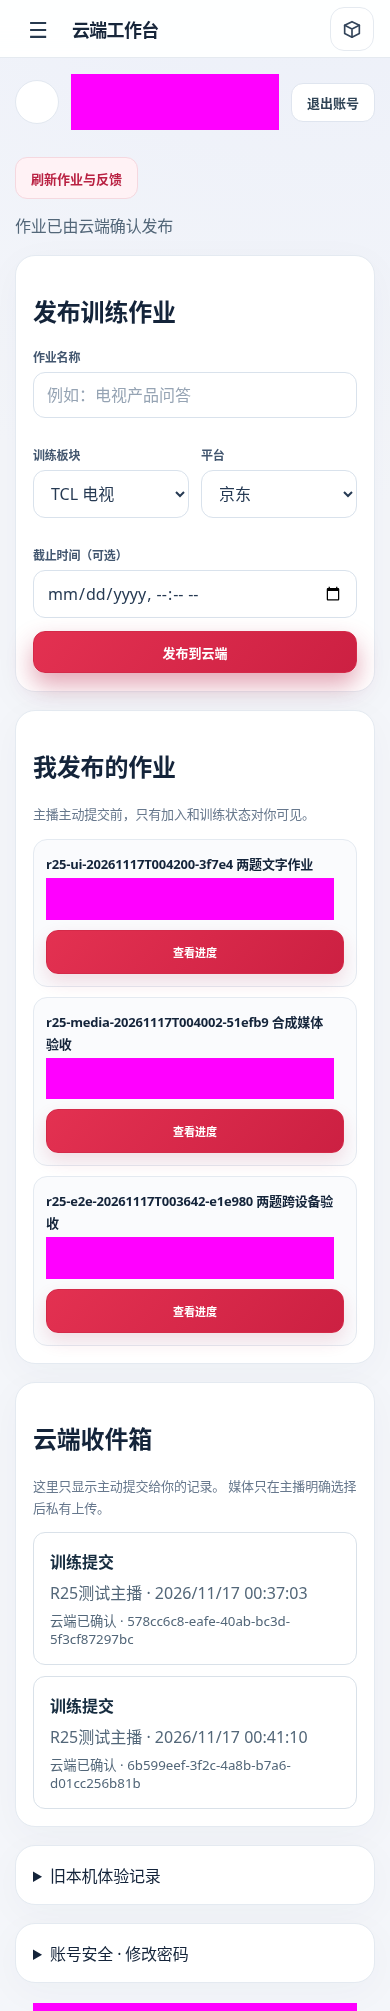 云端工作台
退出账号
刷新作业与反馈
作业已由云端确认发布
发布训练作业
作业名称
例如：电视产品问答
训练板块
平台
TCL 电视
京东
截止时间（可选）
mm/dd/yyyy, --:-- --
发布到云端
我发布的作业
主播主动提交前，只有加入和训练状态对你可见。
r25-ui-20261117T004200-3f7e4 两题文字作业
查看进度
r25-media-20261117T004002-51efb9 合成媒体
验收
查看进度
r25-e2e-20261117T003642-e1e980 两题跨设备验
收
查看进度
云端收件箱
这里只显示主动提交给你的记录。 媒体只在主播明确选择
后私有上传。
训练提交
R25测试主播 · 2026/11/17 00:37:03
云端已确认 · 578cc6c8-eafe-40ab-bc3d-
5f3cf87297bc
训练提交
R25测试主播 · 2026/11/17 00:41:10
云端已确认 · 6b599eef-3f2c-4a8b-b7a6-
d01cc256b81b
旧本机体验记录
账号安全 · 修改密码